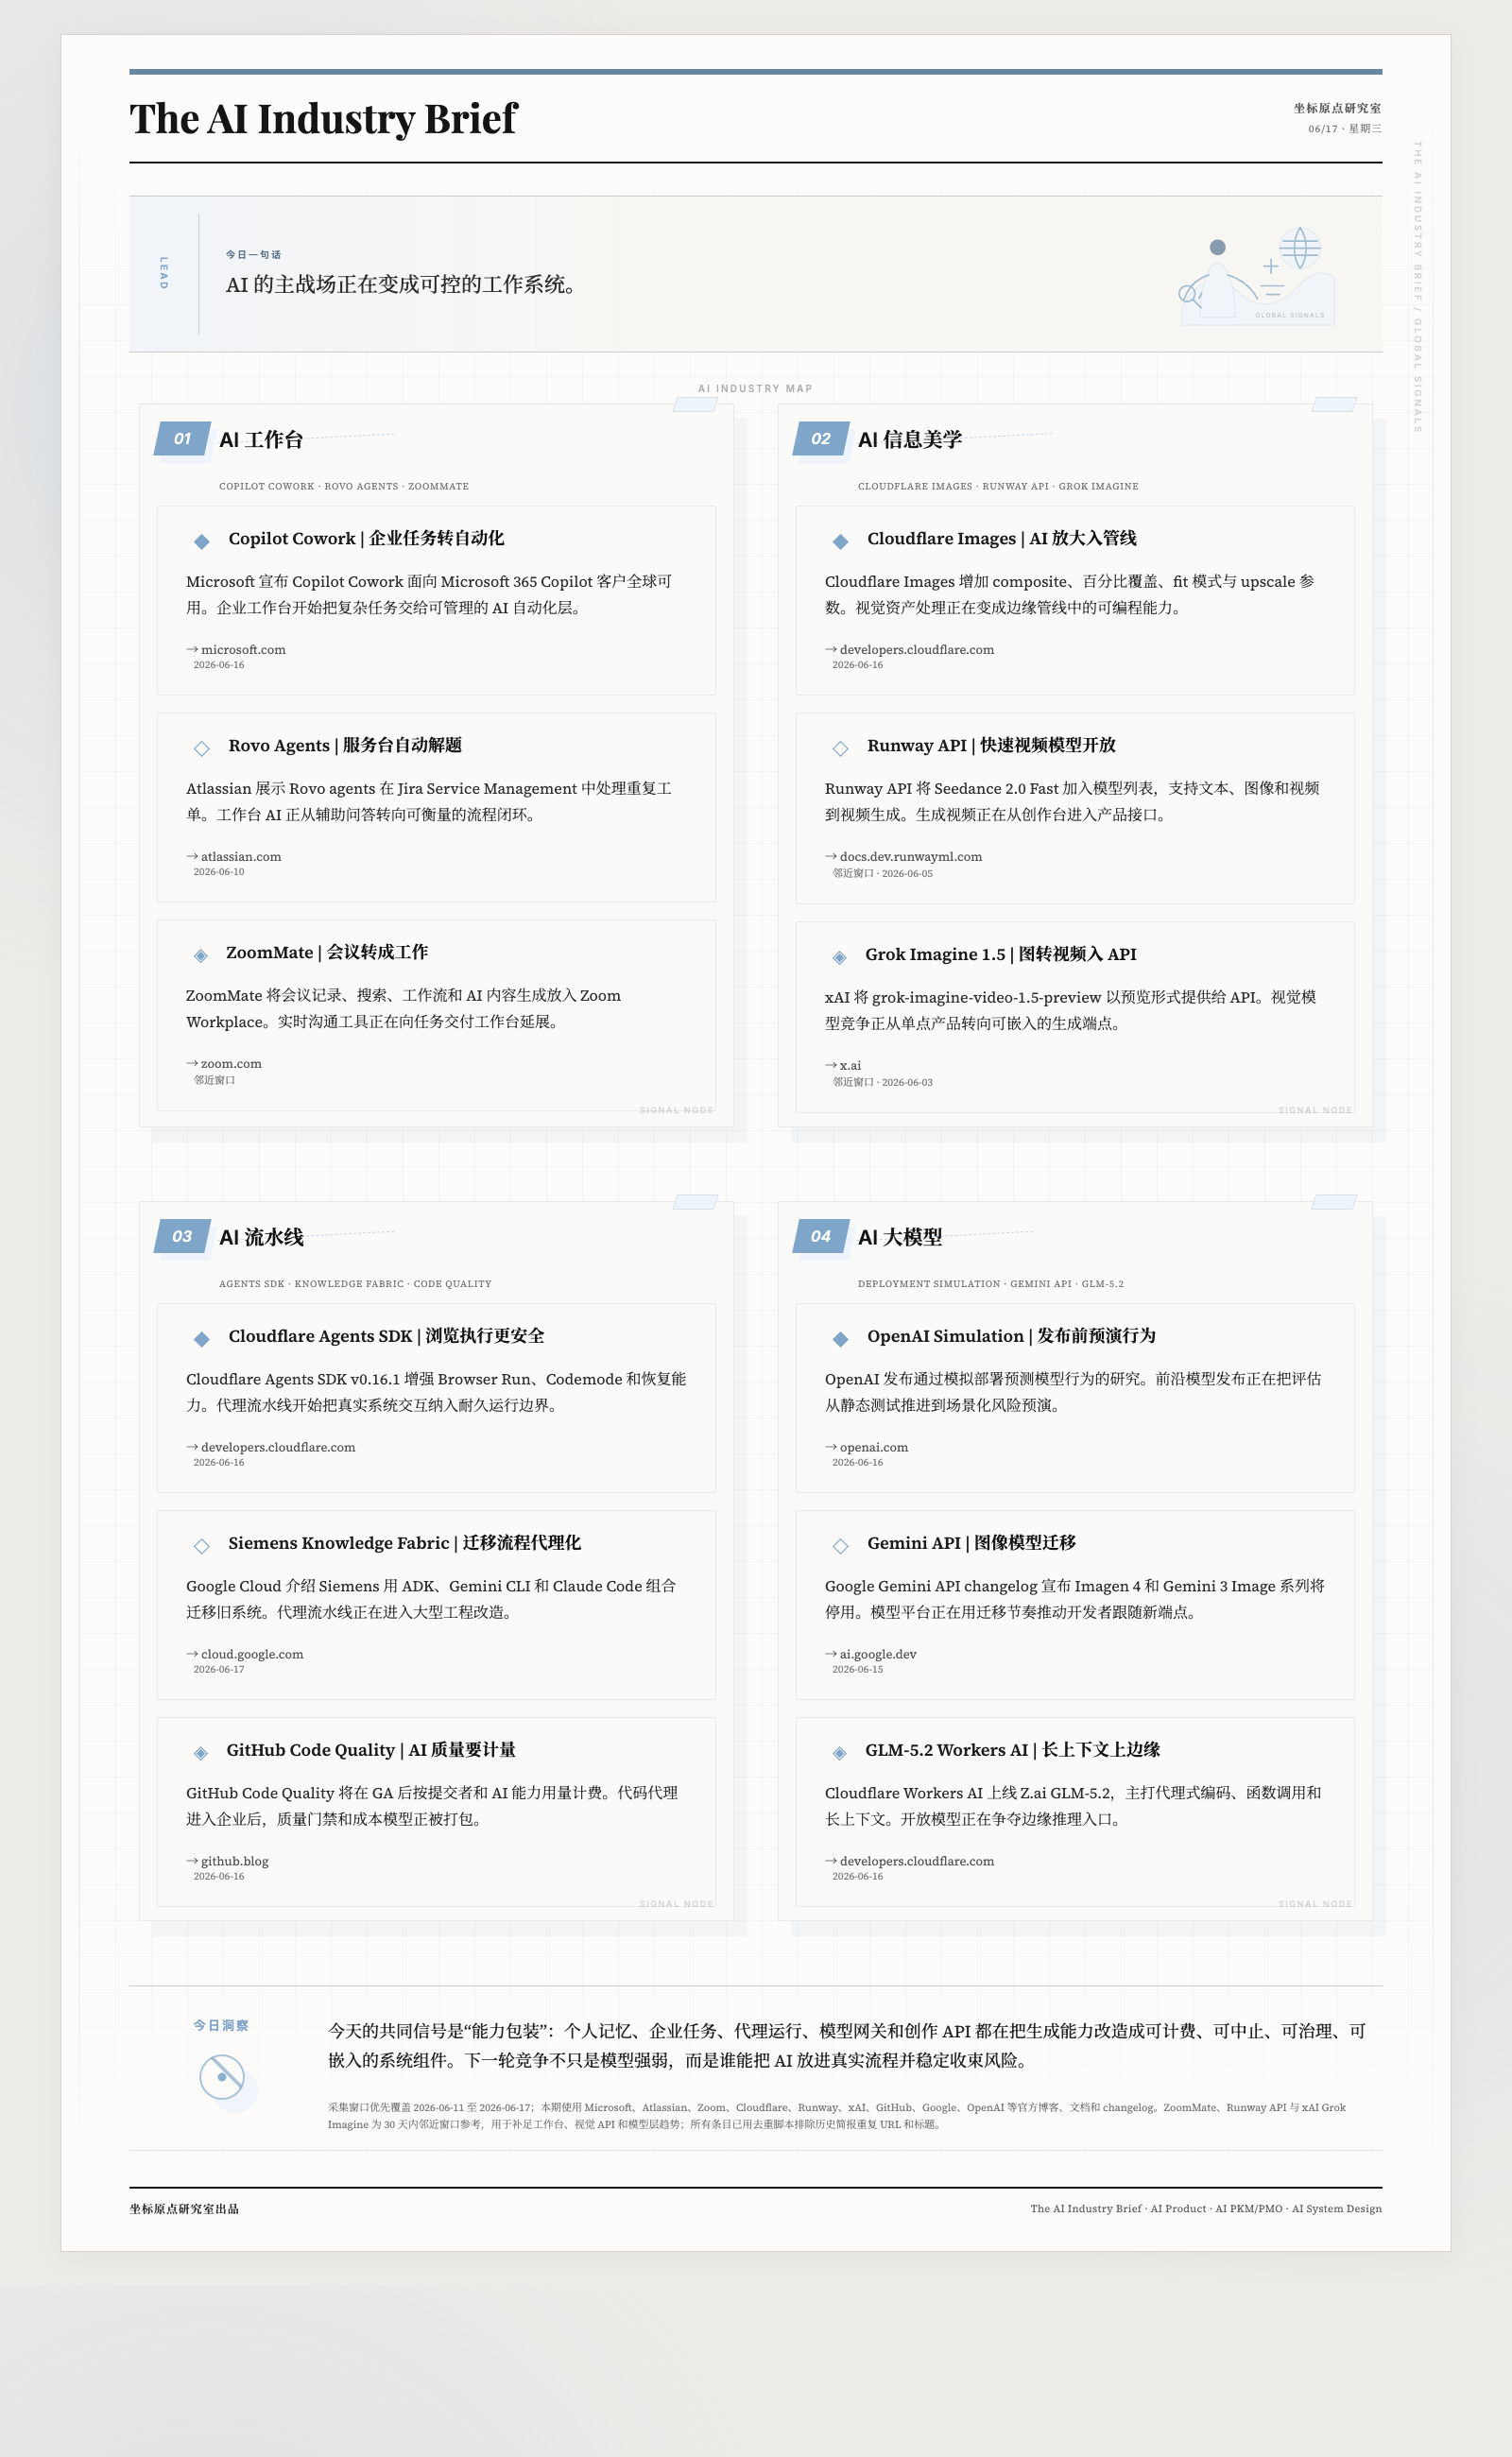 The AI Industry Brief
坐标原点研究室
06/17 · 星期三
THE AI INDUSTRY BRIEF / GLOBAL SIGNALS
LEAD
今日一句话
AI 的主战场正在变成可控的工作系统。
GLOBAL SIGNALS
AI INDUSTRY MAP
01
AI 工作台
COPILOT COWORK · ROVO AGENTS · ZOOMMATE
◆ Copilot Cowork | 企业任务转自动化
Microsoft 宣布 Copilot Cowork 面向 Microsoft 365 Copilot 客户全球可
用。企业工作台开始把复杂任务交给可管理的 AI 自动化层。
→ microsoft.com
2026-06-16
◇ Rovo Agents | 服务台自动解题
Atlassian 展示 Rovo agents 在 Jira Service Management 中处理重复工
单。工作台 AI 正从辅助问答转向可衡量的流程闭环。
→ atlassian.com
2026-06-10
◈ ZoomMate | 会议转成工作
ZoomMate 将会议记录、搜索、工作流和 AI 内容生成放入 Zoom
Workplace。实时沟通工具正在向任务交付工作台延展。
→ zoom.com
邻近窗口
SIGNAL NODE
02
AI 信息美学
CLOUDFLARE IMAGES · RUNWAY API · GROK IMAGINE
◆ Cloudflare Images | AI 放大入管线
Cloudflare Images 增加 composite、百分比覆盖、fit 模式与 upscale 参
数。视觉资产处理正在变成边缘管线中的可编程能力。
→ developers.cloudflare.com
2026-06-16
◇ Runway API | 快速视频模型开放
Runway API 将 Seedance 2.0 Fast 加入模型列表，支持文本、图像和视频
到视频生成。生成视频正在从创作台进入产品接口。
→ docs.dev.runwayml.com
邻近窗口 · 2026-06-05
◈ Grok Imagine 1.5 | 图转视频入 API
xAI 将 grok-imagine-video-1.5-preview 以预览形式提供给 API。视觉模
型竞争正从单点产品转向可嵌入的生成端点。
→ x.ai
邻近窗口 · 2026-06-03
SIGNAL NODE
03
AI 流水线
AGENTS SDK · KNOWLEDGE FABRIC · CODE QUALITY
◆ Cloudflare Agents SDK | 浏览执行更安全
Cloudflare Agents SDK v0.16.1 增强 Browser Run、Codemode 和恢复能
力。代理流水线开始把真实系统交互纳入耐久运行边界。
→ developers.cloudflare.com
2026-06-16
◇ Siemens Knowledge Fabric | 迁移流程代理化
Google Cloud 介绍 Siemens 用 ADK、Gemini CLI 和 Claude Code 组合
迁移旧系统。代理流水线正在进入大型工程改造。
→ cloud.google.com
2026-06-17
◈ GitHub Code Quality | AI 质量要计量
GitHub Code Quality 将在 GA 后按提交者和 AI 能力用量计费。代码代理
进入企业后，质量门禁和成本模型正被打包。
→ github.blog
2026-06-16
SIGNAL NODE
04
AI 大模型
DEPLOYMENT SIMULATION · GEMINI API · GLM-5.2
◆ OpenAI Simulation | 发布前预演行为
OpenAI 发布通过模拟部署预测模型行为的研究。前沿模型发布正在把评估
从静态测试推进到场景化风险预演。
→ openai.com
2026-06-16
◇ Gemini API | 图像模型迁移
Google Gemini API changelog 宣布 Imagen 4 和 Gemini 3 Image 系列将
停用。模型平台正在用迁移节奏推动开发者跟随新端点。
→ ai.google.dev
2026-06-15
◈ GLM-5.2 Workers AI | 长上下文上边缘
Cloudflare Workers AI 上线 Z.ai GLM-5.2，主打代理式编码、函数调用和
长上下文。开放模型正在争夺边缘推理入口。
→ developers.cloudflare.com
2026-06-16
SIGNAL NODE
今日洞察
今天的共同信号是“能力包装”：个人记忆、企业任务、代理运行、模型网关和创作 API 都在把生成能力改造成可计费、可中止、可治理、可
嵌入的系统组件。下一轮竞争不只是模型强弱，而是谁能把 AI 放进真实流程并稳定收束风险。
采集窗口优先覆盖 2026-06-11 至 2026-06-17；本期使用 Microsoft、Atlassian、Zoom、Cloudflare、Runway、xAI、GitHub、Google、OpenAI 等官方博客、文档和 changelog。ZoomMate、Runway API 与 xAI Grok
Imagine 为 30 天内邻近窗口参考，用于补足工作台、视觉 API 和模型层趋势；所有条目已用去重脚本排除历史简报重复 URL 和标题。
坐标原点研究室出品
The AI Industry Brief · AI Product · AI PKM/PMO · AI System Design